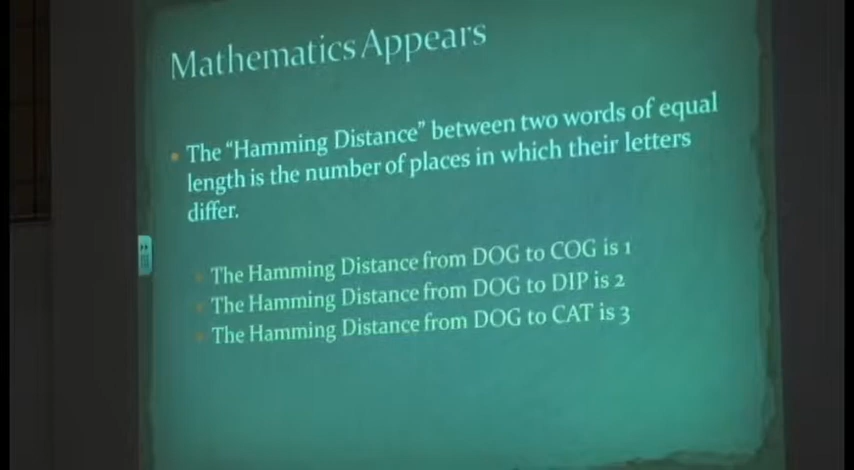 Mathematics Appears
• The “Hamming Distance” between two words of equal
length is the number of places in which their letters
differ.
• The Hamming Distance from DOG to COG is 1
• The Hamming Distance from DOG to DIP is 2
• The Hamming Distance from DOG to CAT is 3